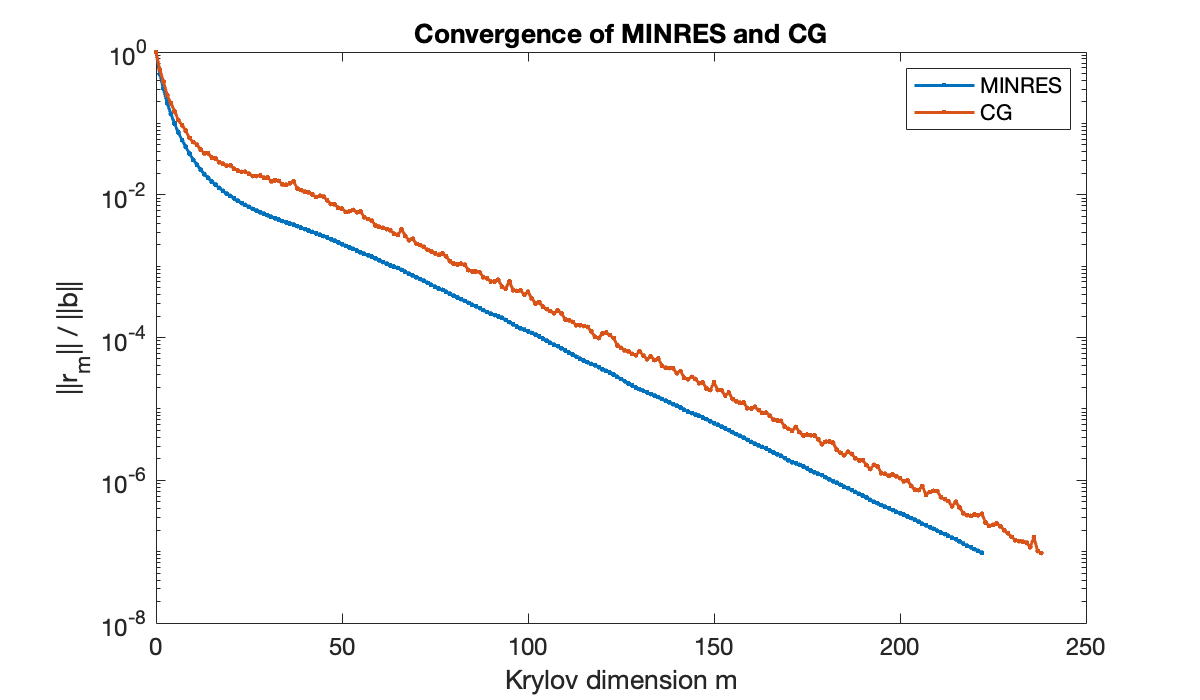 Convergence of MINRES and CG
MINRES
CG
10^0
10^-2
10^-4
10^-6
10^-8
||r_m|| / ||b||
0 50 100 150 200 250
Krylov dimension m